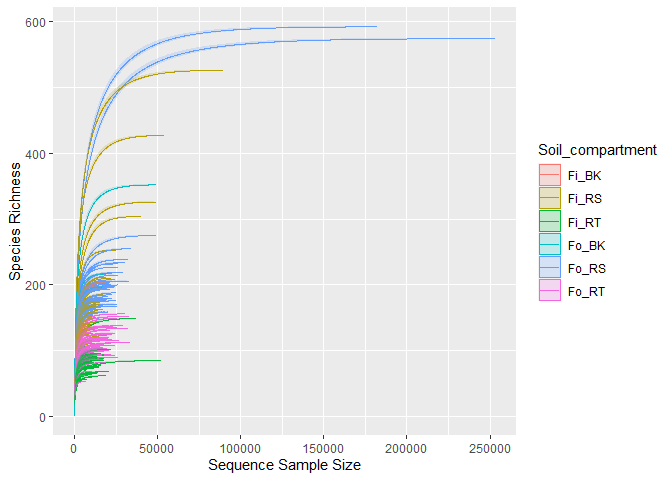 600
400
200
0
Species Richness
0
50000
100000
150000
200000
250000
Sequence Sample Size
Soil_compartment
Fi_BK
Fi_RS
Fi_RT
Fo_BK
Fo_RS
Fo_RT